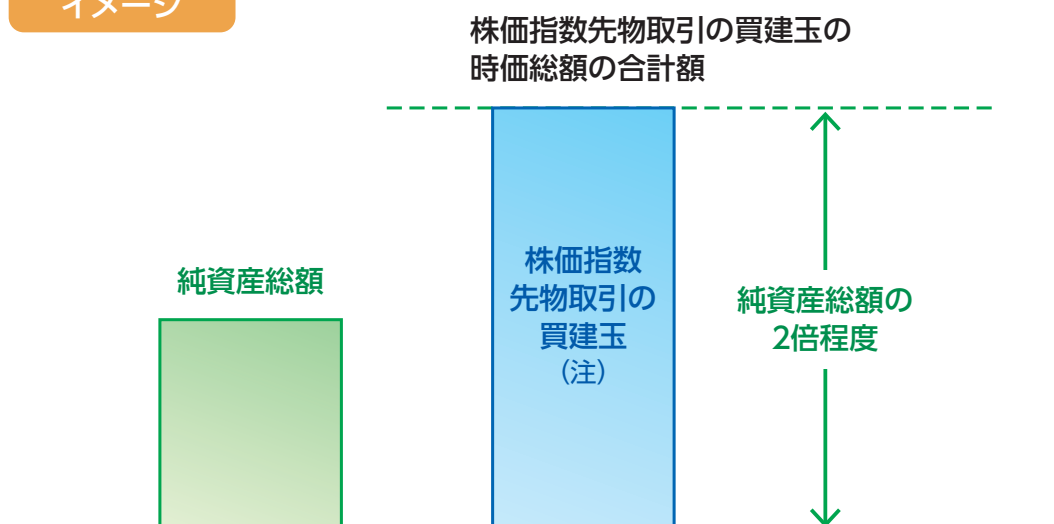 イメージ
株価指数先物取引の買建玉の
時価総額の合計額
純資産総額
株価指数
先物取引の
買建玉
（注）
純資産総額の
2倍程度